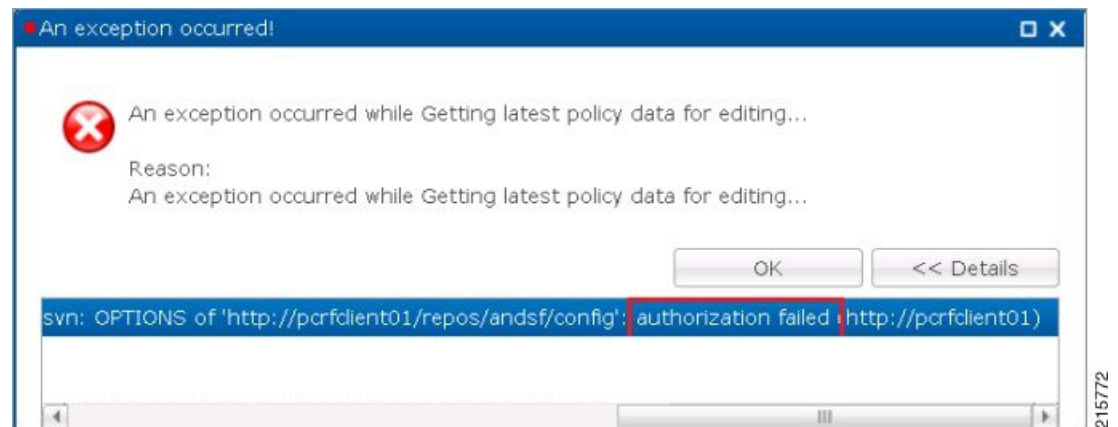 An exception occurred!
An exception occurred while Getting latest policy data for editing...
Reason:
An exception occurred while Getting latest policy data for editing...
OK
<< Details
svn: OPTIONS of 'http://pcrfclient01/repos/andsf/config': authorization failed (http://pcrfclient01)
215772